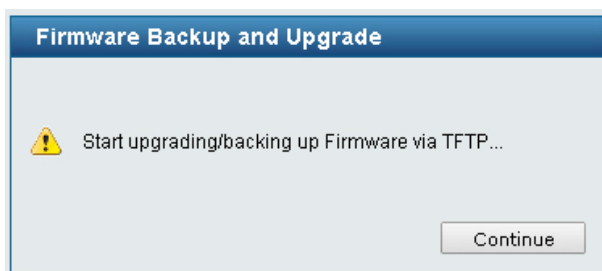 Firmware Backup and Upgrade
Start upgrading/backing up Firmware via TFTP...
Continue